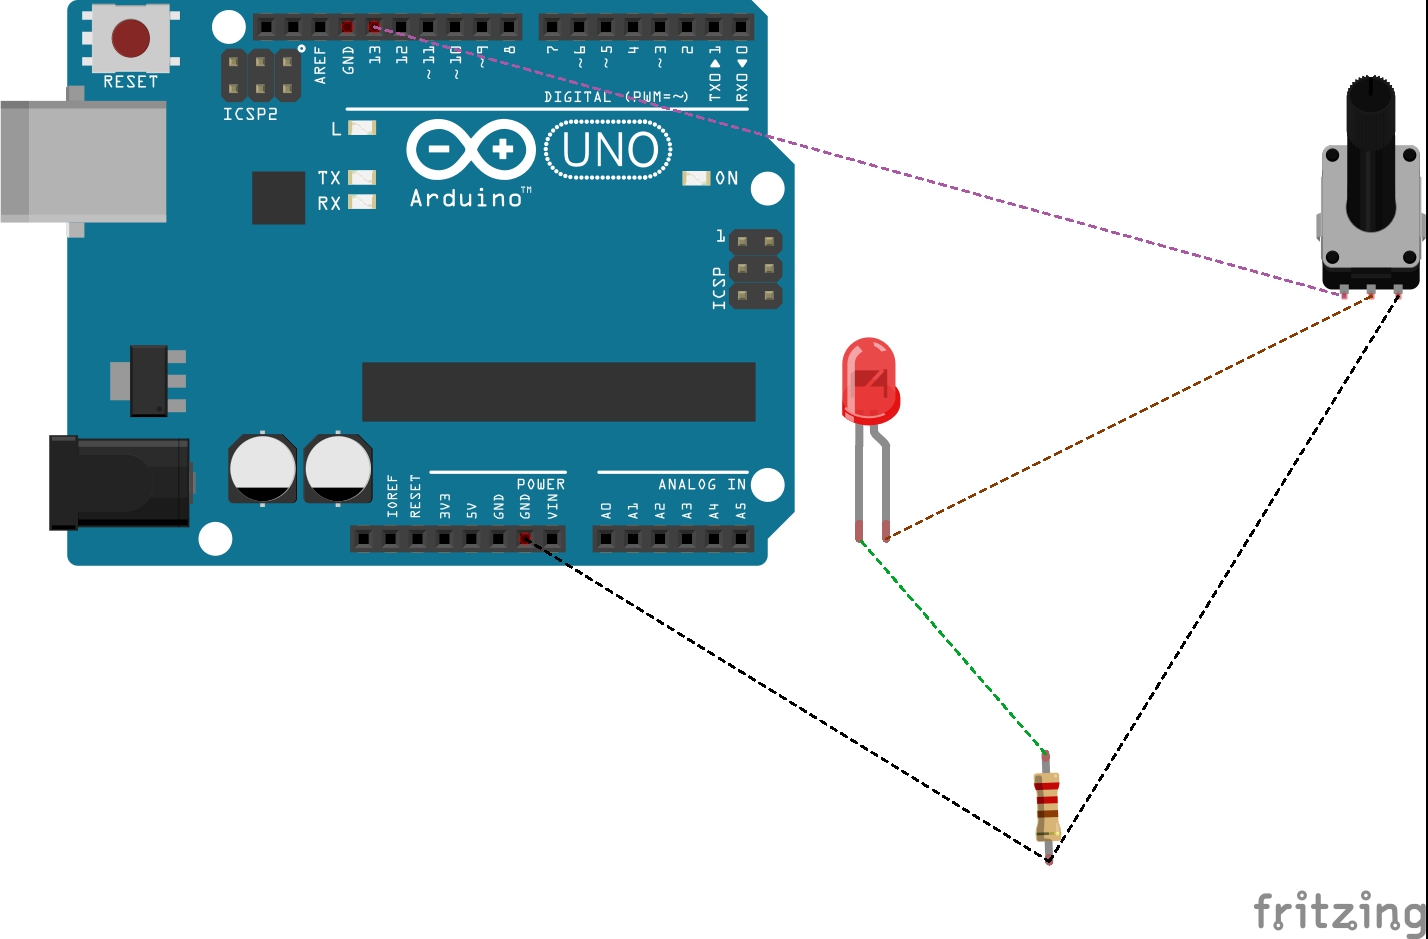 RESET
ICSP2
AREF
GND
13
12
~11
~10
~9
8
7
~6
~5
4
~3
2
TX0▶1
RX0◀0
DIGITAL (PWM=~)
L
TX
RX
Arduino™
UNO
ON
1
ICSP
IOREF
RESET
3V3
5V
GND
GND
VIN
POWER
ANALOG IN
A0
A1
A2
A3
A4
A5
fritzing